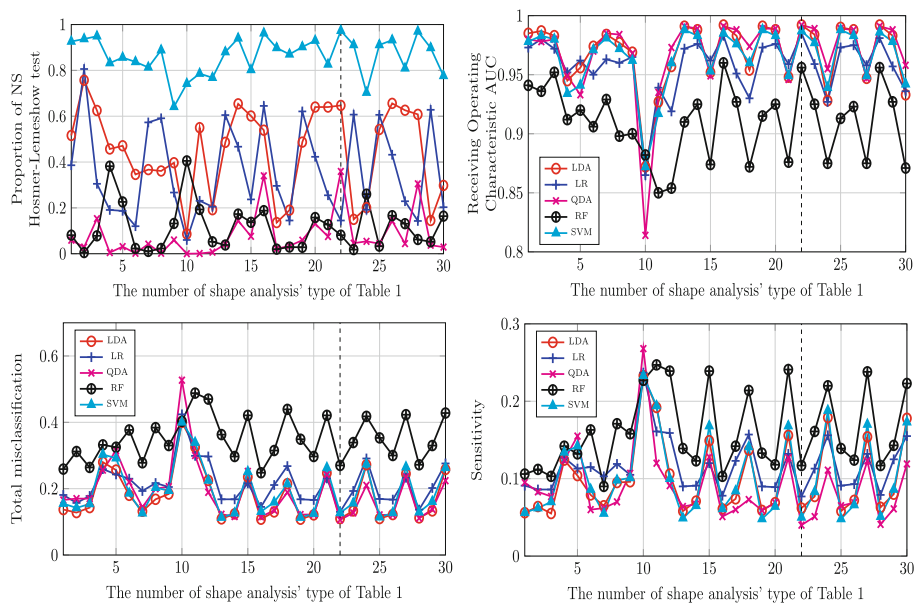 Proportion of NS
Hosmer-Lemeshow test
1
0.8
0.6
0.4
0.2
0
5
10
15
20
25
30
The number of shape analysis' type of Table 1
Receiving Operating
Characteristic AUC
1
0.95
0.9
0.85
0.8
LDA
LR
QDA
RF
SVM
5
10
15
20
25
30
The number of shape analysis' type of Table 1
Total misclassification
0.6
0.4
0.2
0
LDA
LR
QDA
RF
SVM
5
10
15
20
25
30
The number of shape analysis' type of Table 1
Sensitivity
0.3
0.2
0.1
0
LDA
LR
QDA
RF
SVM
5
10
15
20
25
30
The number of shape analysis' type of Table 1